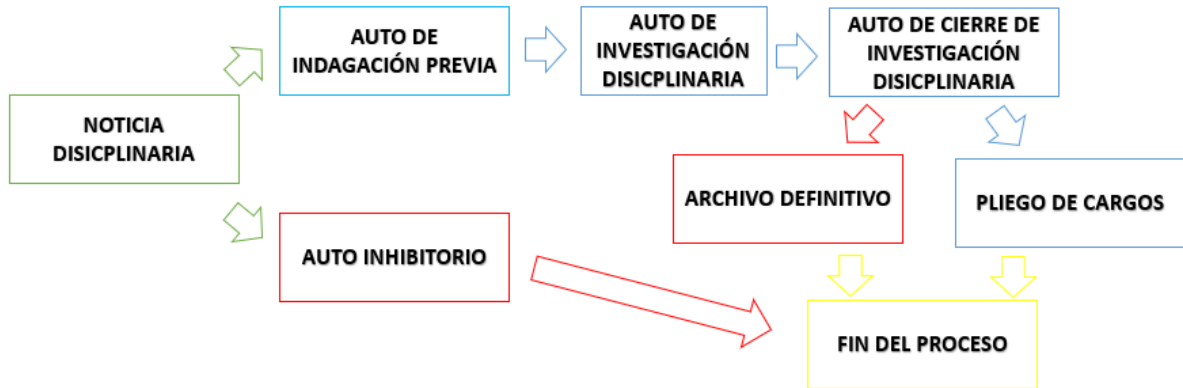 AUTO DE
INDAGACIÓN PREVIA
AUTO DE
INVESTIGACIÓN
DISICPLINARIA
AUTO DE CIERRE DE
INVESTIGACIÓN
DISICPLINARIA
NOTICIA
DISICPLINARIA
ARCHIVO DEFINITIVO
PLIEGO DE CARGOS
AUTO INHIBITORIO
FIN DEL PROCESO